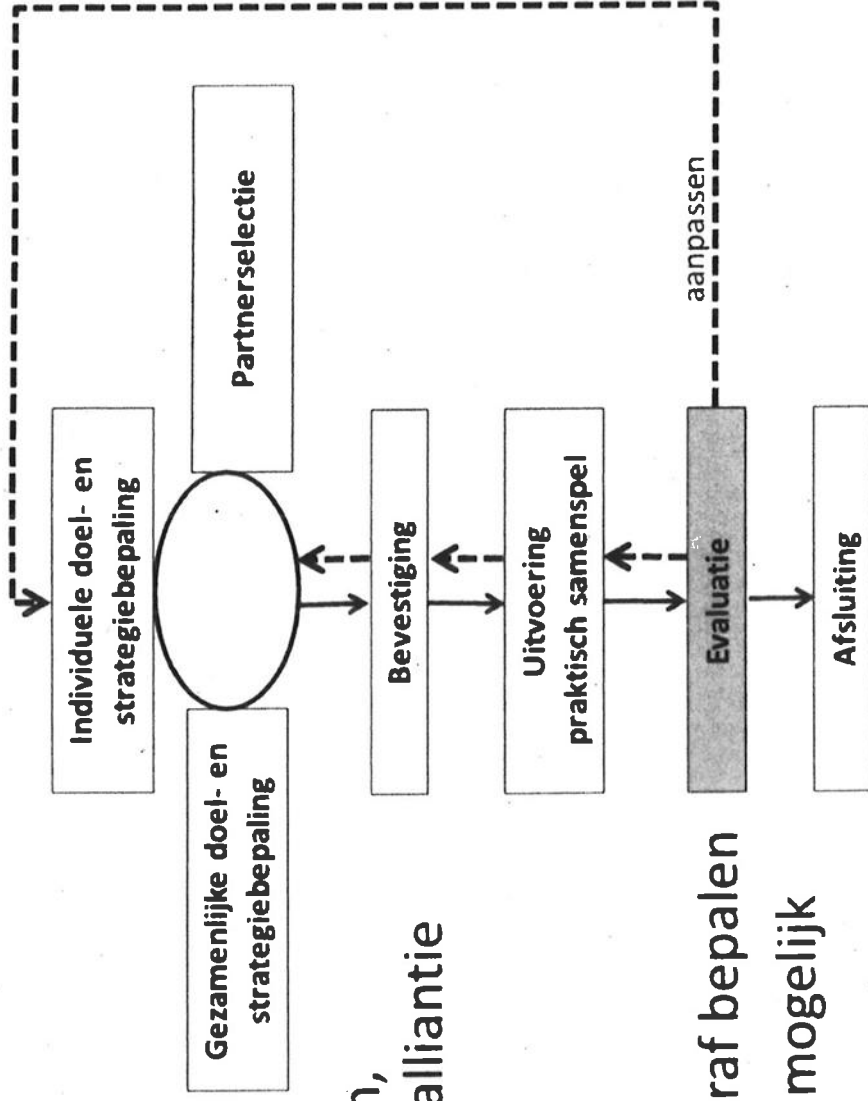 Individuele doel- en
strategiebepaling
Gezamenlijke doel- en
strategiebepaling
Partnerselectie
Bevestiging
Uitvoering
praktisch samenspel
Evaluatie
aanpassen
Afsluiting
n,
alliantie
raf bepalen
mogelijk